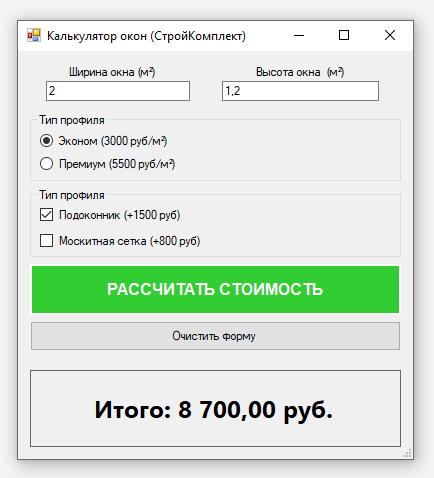 Калькулятор окон (СтройКомплект)
Ширина окна (м²)
Высота окна (м²)
2
1,2
Тип профиля
Эконом (3000 руб/м²)
Премиум (5500 руб/м²)
Тип профиля
Подоконник (+1500 руб)
Москитная сетка (+800 руб)
РАССЧИТАТЬ СТОИМОСТЬ
Очистить форму
Итого: 8 700,00 руб.